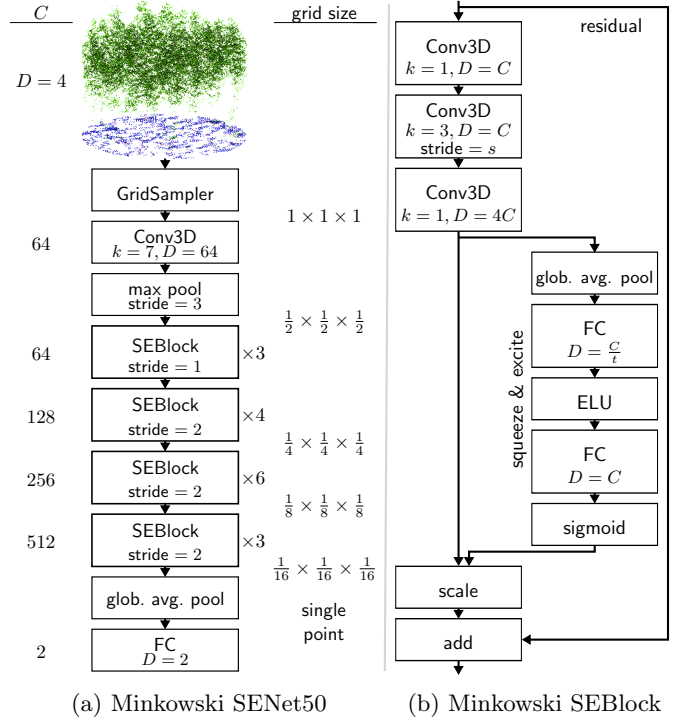 C
grid size
D = 4
GridSampler
1 × 1 × 1
64
Conv3D
k = 7, D = 64
max pool
stride = 3
1/2 × 1/2 × 1/2
64
SEBlock
stride = 1
×3
128
SEBlock
stride = 2
×4
1/4 × 1/4 × 1/4
256
SEBlock
stride = 2
×6
1/8 × 1/8 × 1/8
512
SEBlock
stride = 2
×3
1/16 × 1/16 × 1/16
glob. avg. pool
single
point
2
FC
D = 2
(a) Minkowski SENet50
residual
Conv3D
k = 1, D = C
Conv3D
k = 3, D = C
stride = s
Conv3D
k = 1, D = 4C
squeeze & excite
glob. avg. pool
FC
D = C/t
ELU
FC
D = C
sigmoid
scale
add
(b) Minkowski SEBlock